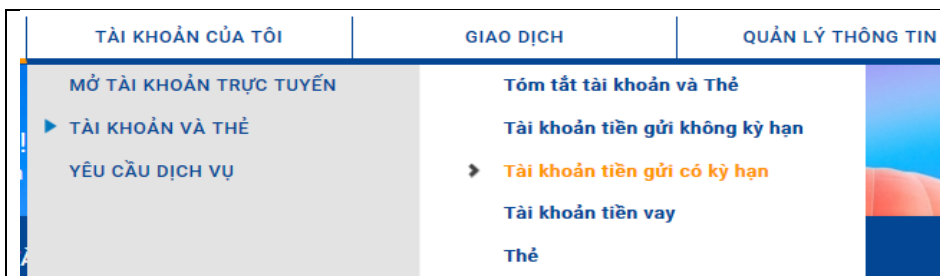 TÀI KHOẢN CỦA TÔI
GIAO DỊCH
QUẢN LÝ THÔNG TIN
MỞ TÀI KHOẢN TRỰC TUYẾN
TÀI KHOẢN VÀ THẺ
YÊU CẦU DỊCH VỤ
Tóm tắt tài khoản và Thẻ
Tài khoản tiền gửi không kỳ hạn
Tài khoản tiền gửi có kỳ hạn
Tài khoản tiền vay
Thẻ